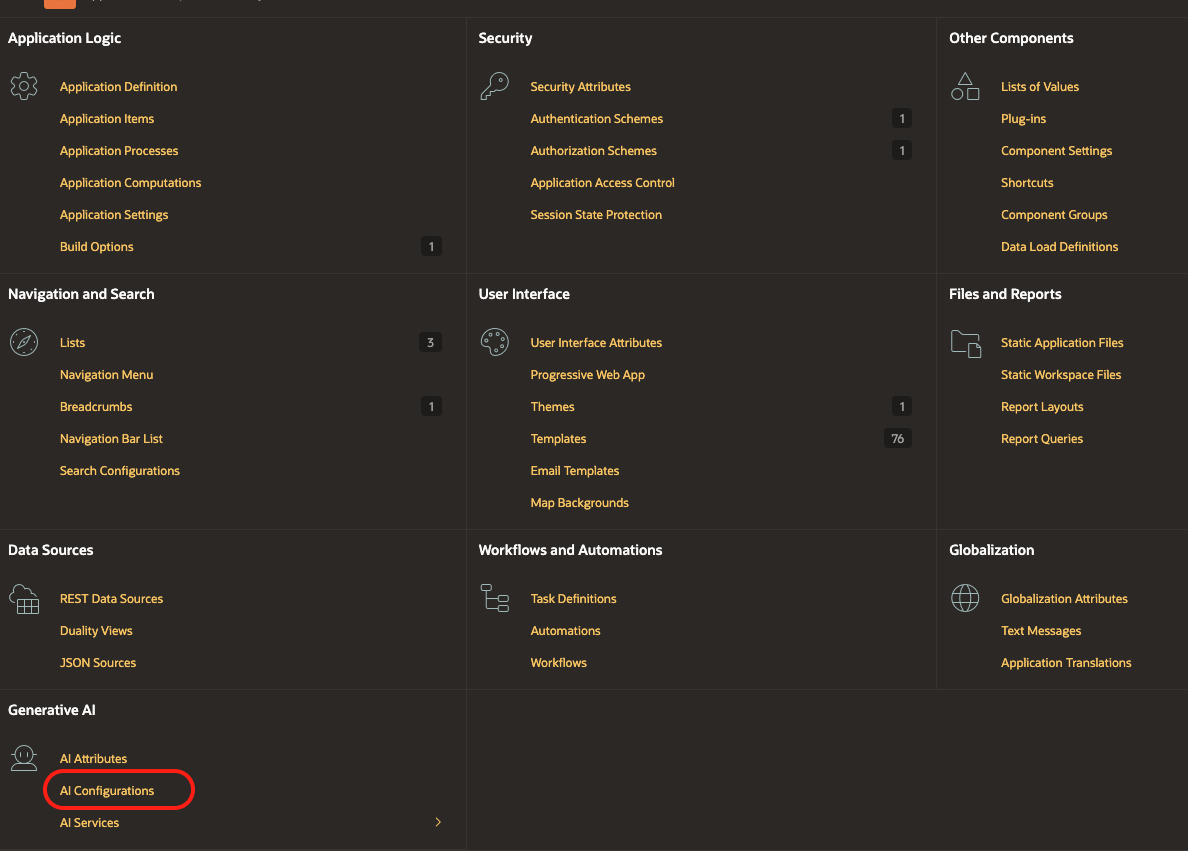 Application Logic
Application Definition
Application Items
Application Processes
Application Computations
Application Settings
Build Options 1
Security
Security Attributes
Authentication Schemes 1
Authorization Schemes 1
Application Access Control
Session State Protection
Other Components
Lists of Values
Plug-ins
Component Settings
Shortcuts
Component Groups
Data Load Definitions
Navigation and Search
Lists 3
Navigation Menu
Breadcrumbs 1
Navigation Bar List
Search Configurations
User Interface
User Interface Attributes
Progressive Web App
Themes 1
Templates 76
Email Templates
Map Backgrounds
Files and Reports
Static Application Files
Static Workspace Files
Report Layouts
Report Queries
Data Sources
REST Data Sources
Duality Views
JSON Sources
Workflows and Automations
Task Definitions
Automations
Workflows
Globalization
Globalization Attributes
Text Messages
Application Translations
Generative AI
AI Attributes
AI Configurations
AI Services